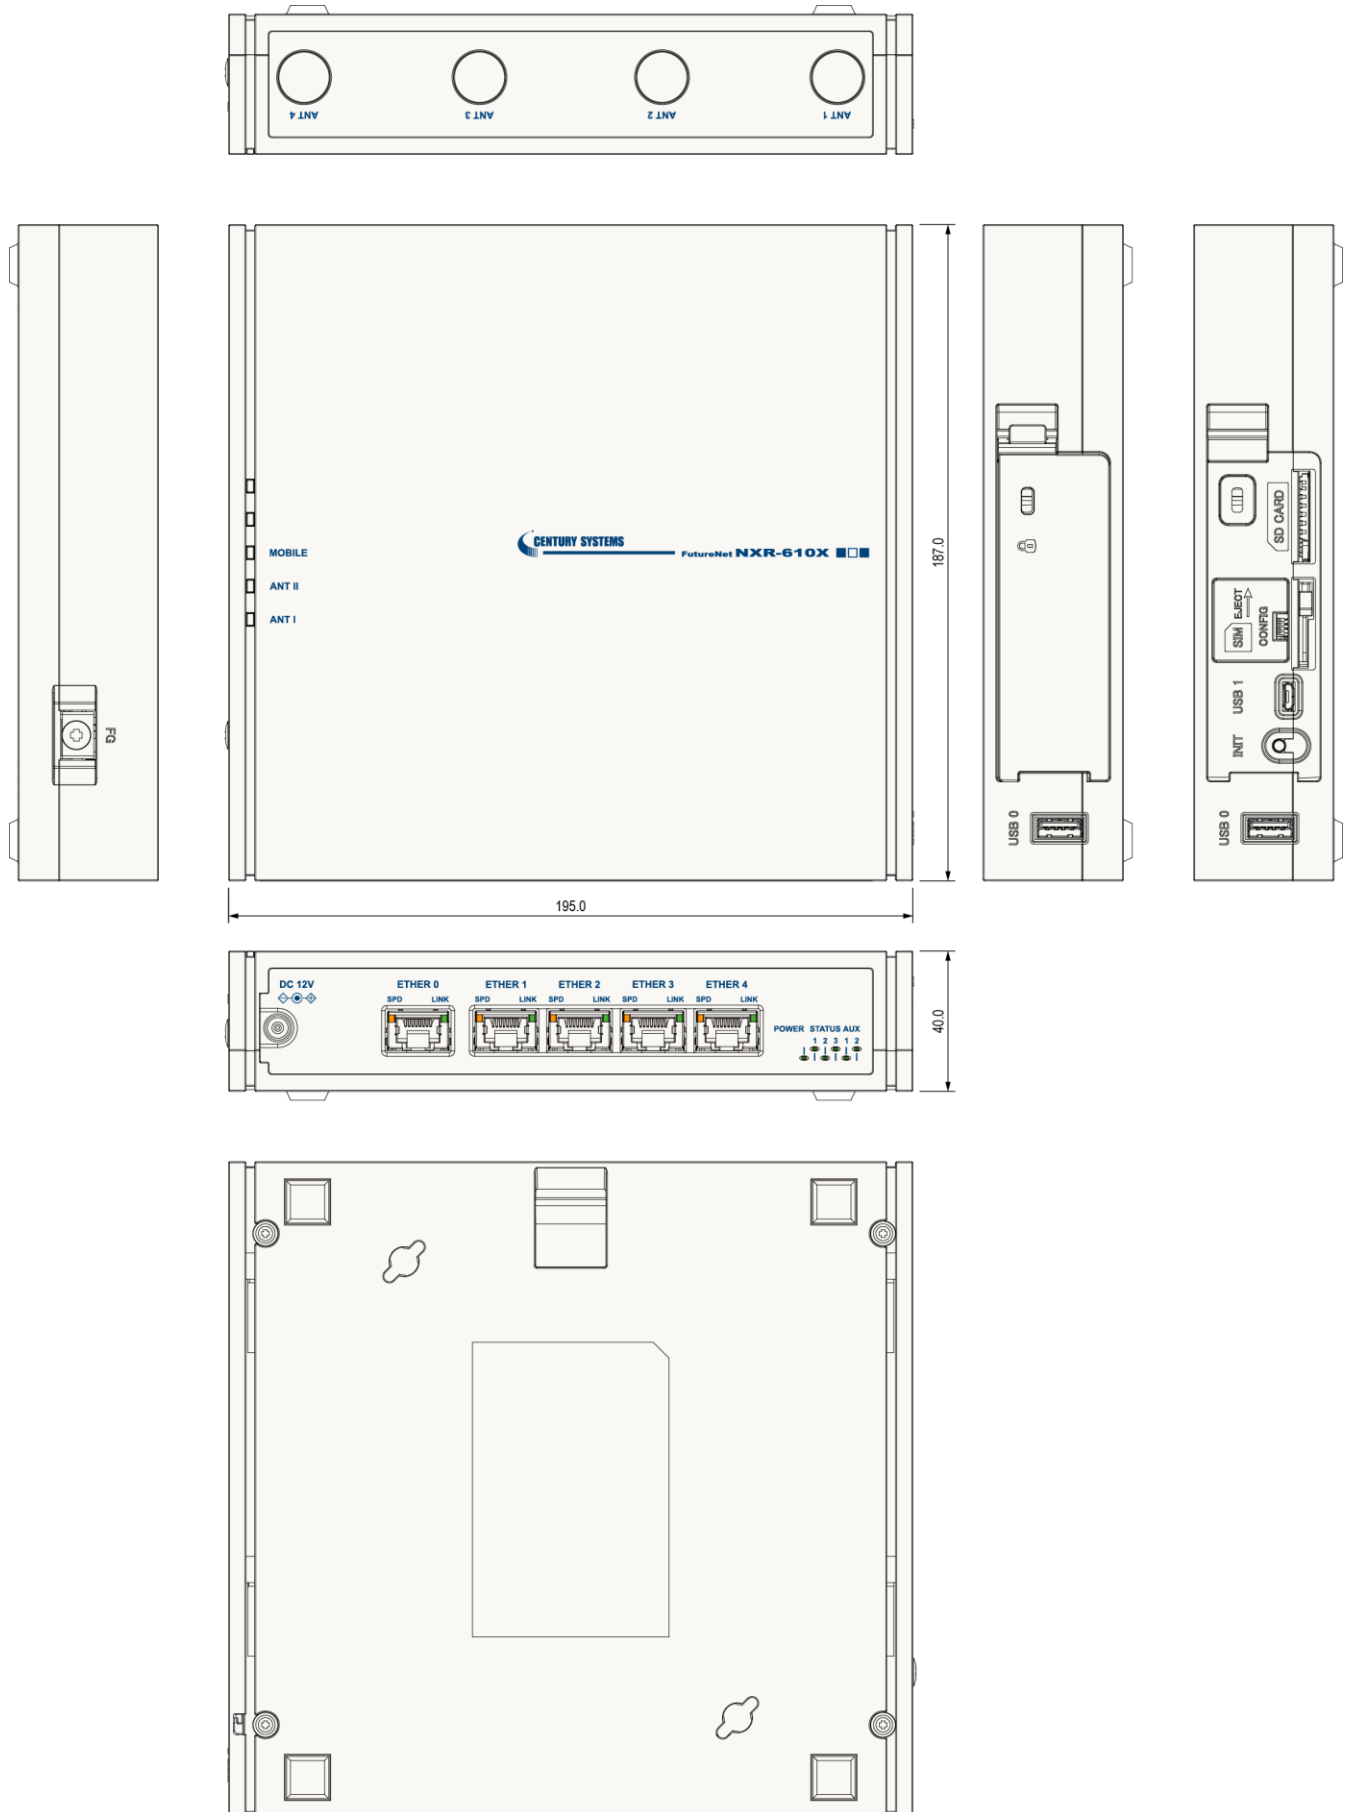 ANT 4 ANT 3 ANT 2 ANT 1
FG
MOBILE
ANT II
ANT I
CENTURY SYSTEMS
FutureNet NXR-610X
187.0
195.0
USB 0
SD CARD
SIM
EJECT
CONFIG
USB 1
INIT
USB 0
DC 12V
ETHER 0 ETHER 1 ETHER 2 ETHER 3 ETHER 4
SPD LINK SPD LINK SPD LINK SPD LINK SPD LINK
POWER STATUS AUX
1 2 3 1 2
40.0